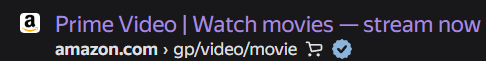 Prime Video | Watch movies — stream now
amazon.com › gp/video/movie